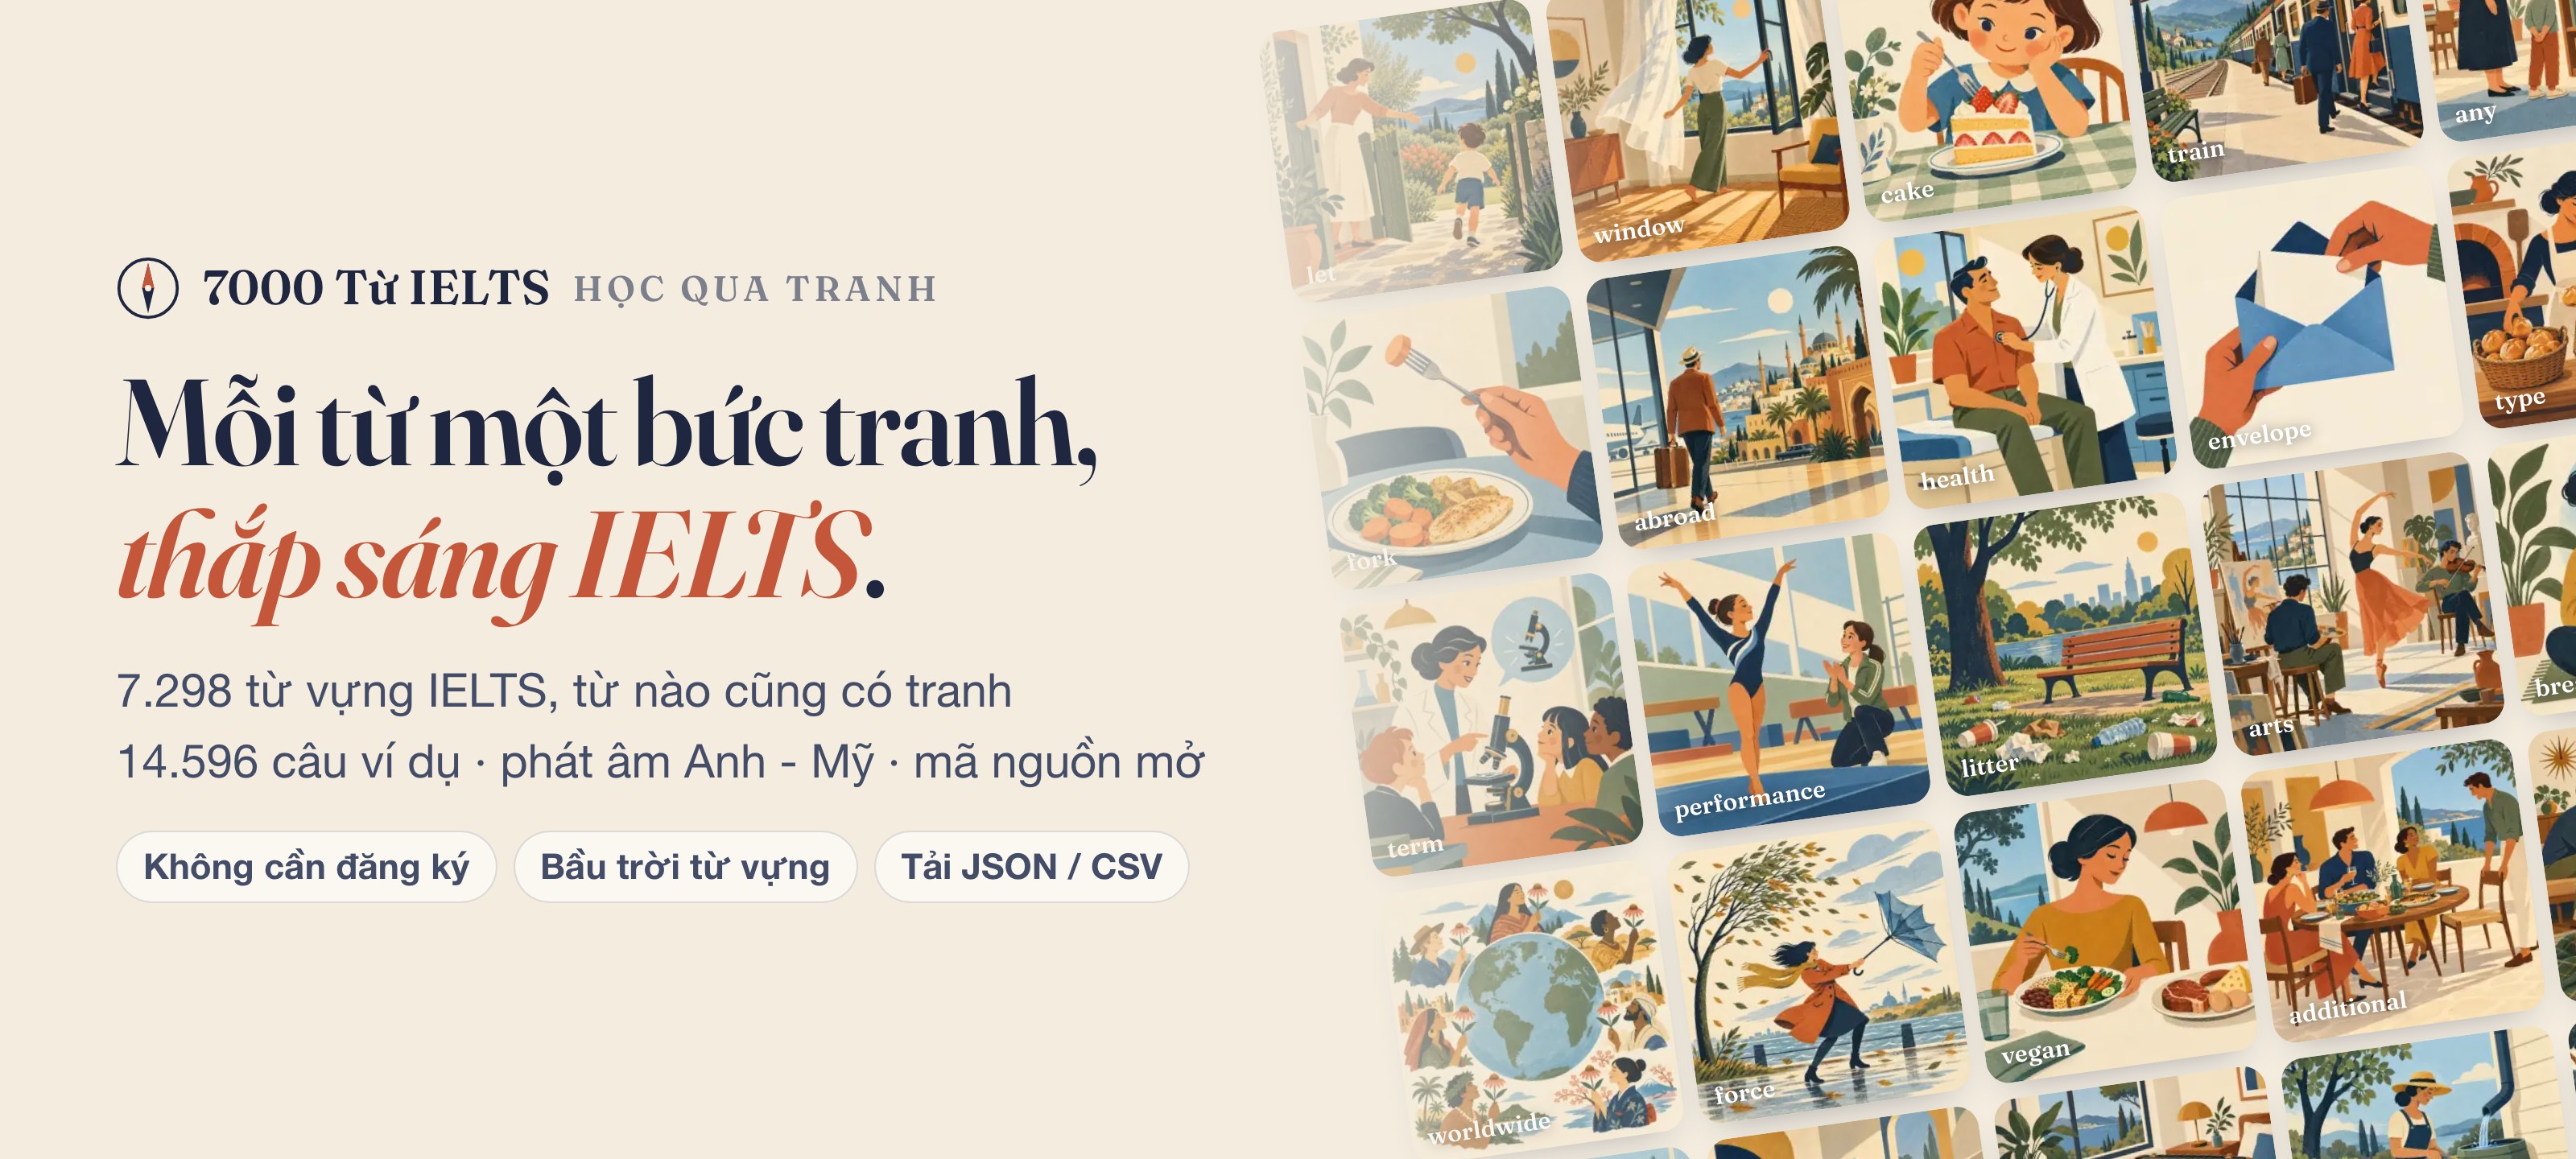 7000 Từ IELTS HỌC QUA TRANH
Mỗi từ một bức tranh,
thắp sáng IELTS.
7.298 từ vựng IELTS, từ nào cũng có tranh
14.596 câu ví dụ · phát âm Anh - Mỹ · mã nguồn mở
Không cần đăng ký
Bầu trời từ vựng
Tải JSON / CSV
let
window
cake
train
any
fork
abroad
health
envelope
type
term
performance
litter
arts
bre
worldwide
force
vegan
additional